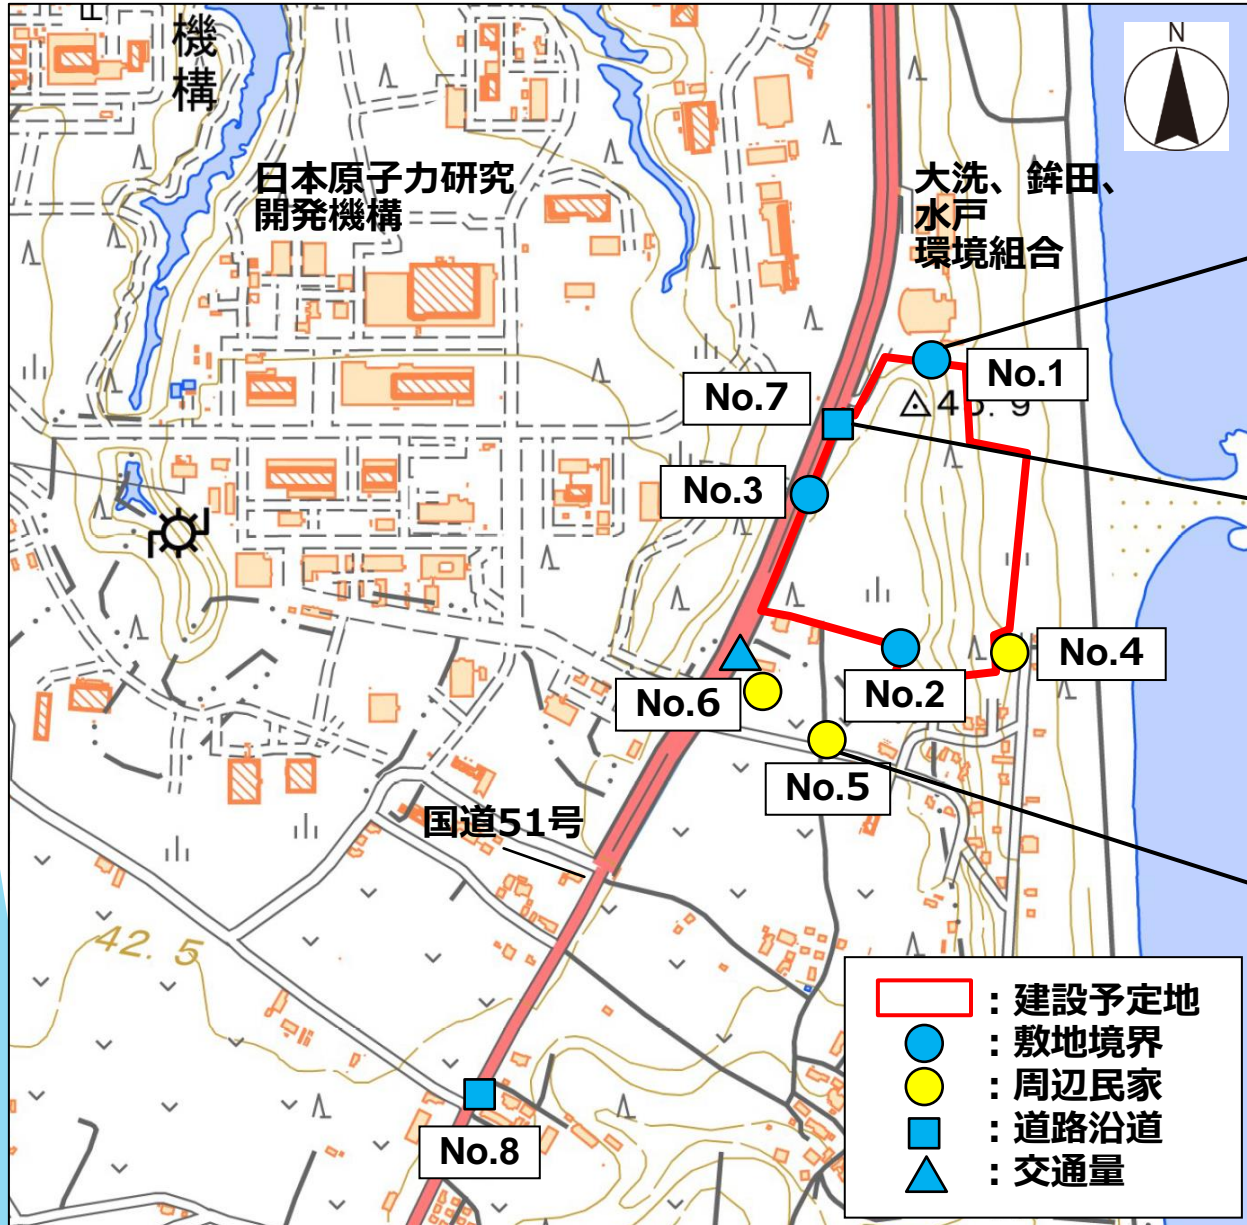 機
構
N
日本原子力研究
開発機構
大洗、鉾田、
水戸
環境組合
No.1
No.7
45.9
No.3
No.4
No.2
No.6
No.5
国道51号
42.5
No.8
：建設予定地
：敷地境界
：周辺民家
：道路沿道
：交通量